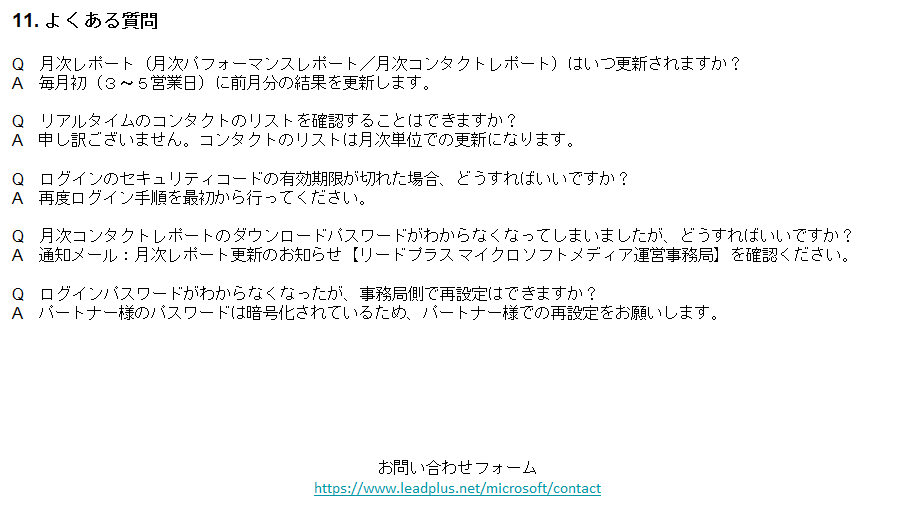 11. よくある質問
Q　月次レポート（月次パフォーマンスレポート／月次コンタクトレポート）はいつ更新されますか？
A　毎月初（３～５営業日）に前月分の結果を更新します。
Q　リアルタイムのコンタクトのリストを確認することはできますか？
A　申し訳ございません。コンタクトのリストは月次単位での更新になります。
Q　ログインのセキュリティコードの有効期限が切れた場合、どうすればいいですか？
A　再度ログイン手順を最初から行ってください。
Q　月次コンタクトレポートのダウンロードパスワードがわからなくなってしまいましたが、どうすればいいですか？
A　通知メール：月次レポート更新のお知らせ【リードプラス マイクロソフトメディア運営事務局】を確認ください。
Q　ログインパスワードがわからなくなったが、事務局側で再設定はできますか？
A　パートナー様のパスワードは暗号化されているため、パートナー様での再設定をお願いします。
お問い合わせフォーム
https://www.leadplus.net/microsoft/contact